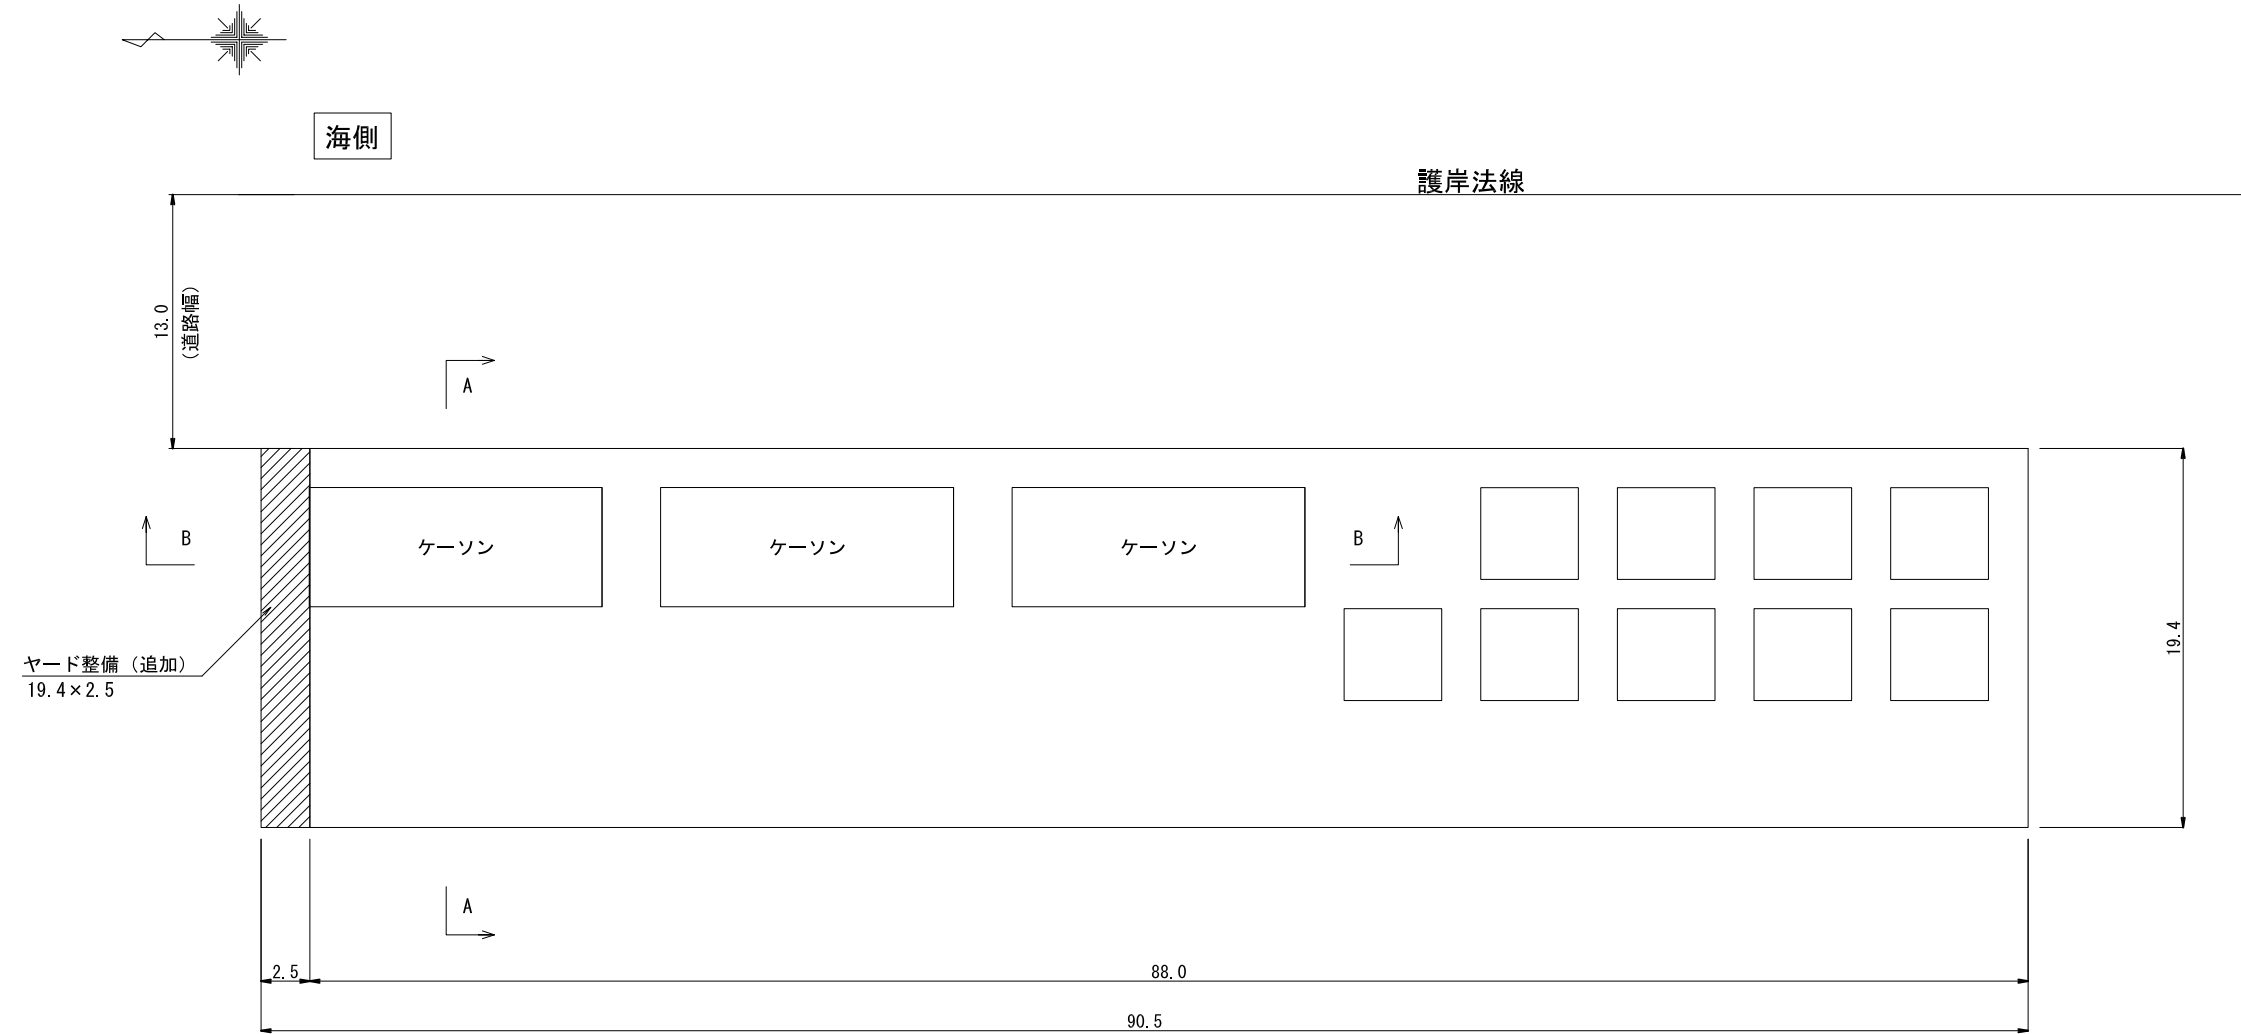 海側
護岸法線
13.0
(道路幅)
A
B
ケーソン
ケーソン
ケーソン
B
19.4
ヤード整備(追加)
19.4×2.5
A
2.5
88.0
90.5